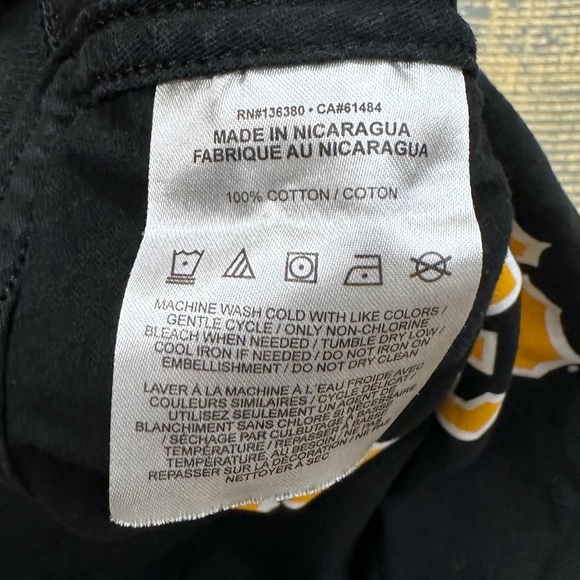 RN#136380 • CA#61484
MADE IN NICARAGUA
FABRIQUE AU NICARAGUA
100% COTTON / COTON
MACHINE WASH COLD WITH LIKE COLORS /
GENTLE CYCLE / ONLY NON-CHLORINE
BLEACH WHEN NEEDED / TUMBLE DRY LOW /
COOL IRON IF NEEDED / DO NOT IRON ON
EMBELLISHMENT / DO NOT DRY CLEAN
LAVER À LA MACHINE À L'EAU FROIDE AVEC
COULEURS SIMILAIRES / CYCLE DÉLICAT /
UTILISEZ SEULEMENT UN AGENT DE
BLANCHIMENT SANS CHLORE SI NÉCESSAIRE
/ SÉCHAGE PAR CULBUTAGE À BASSE
TEMPÉRATURE / REPASSER À BASSE
TEMPÉRATURE, AU BESOIN / NE PAS
REPASSER SUR LA DÉCORATION / NE PAS
NETTOYER À SEC